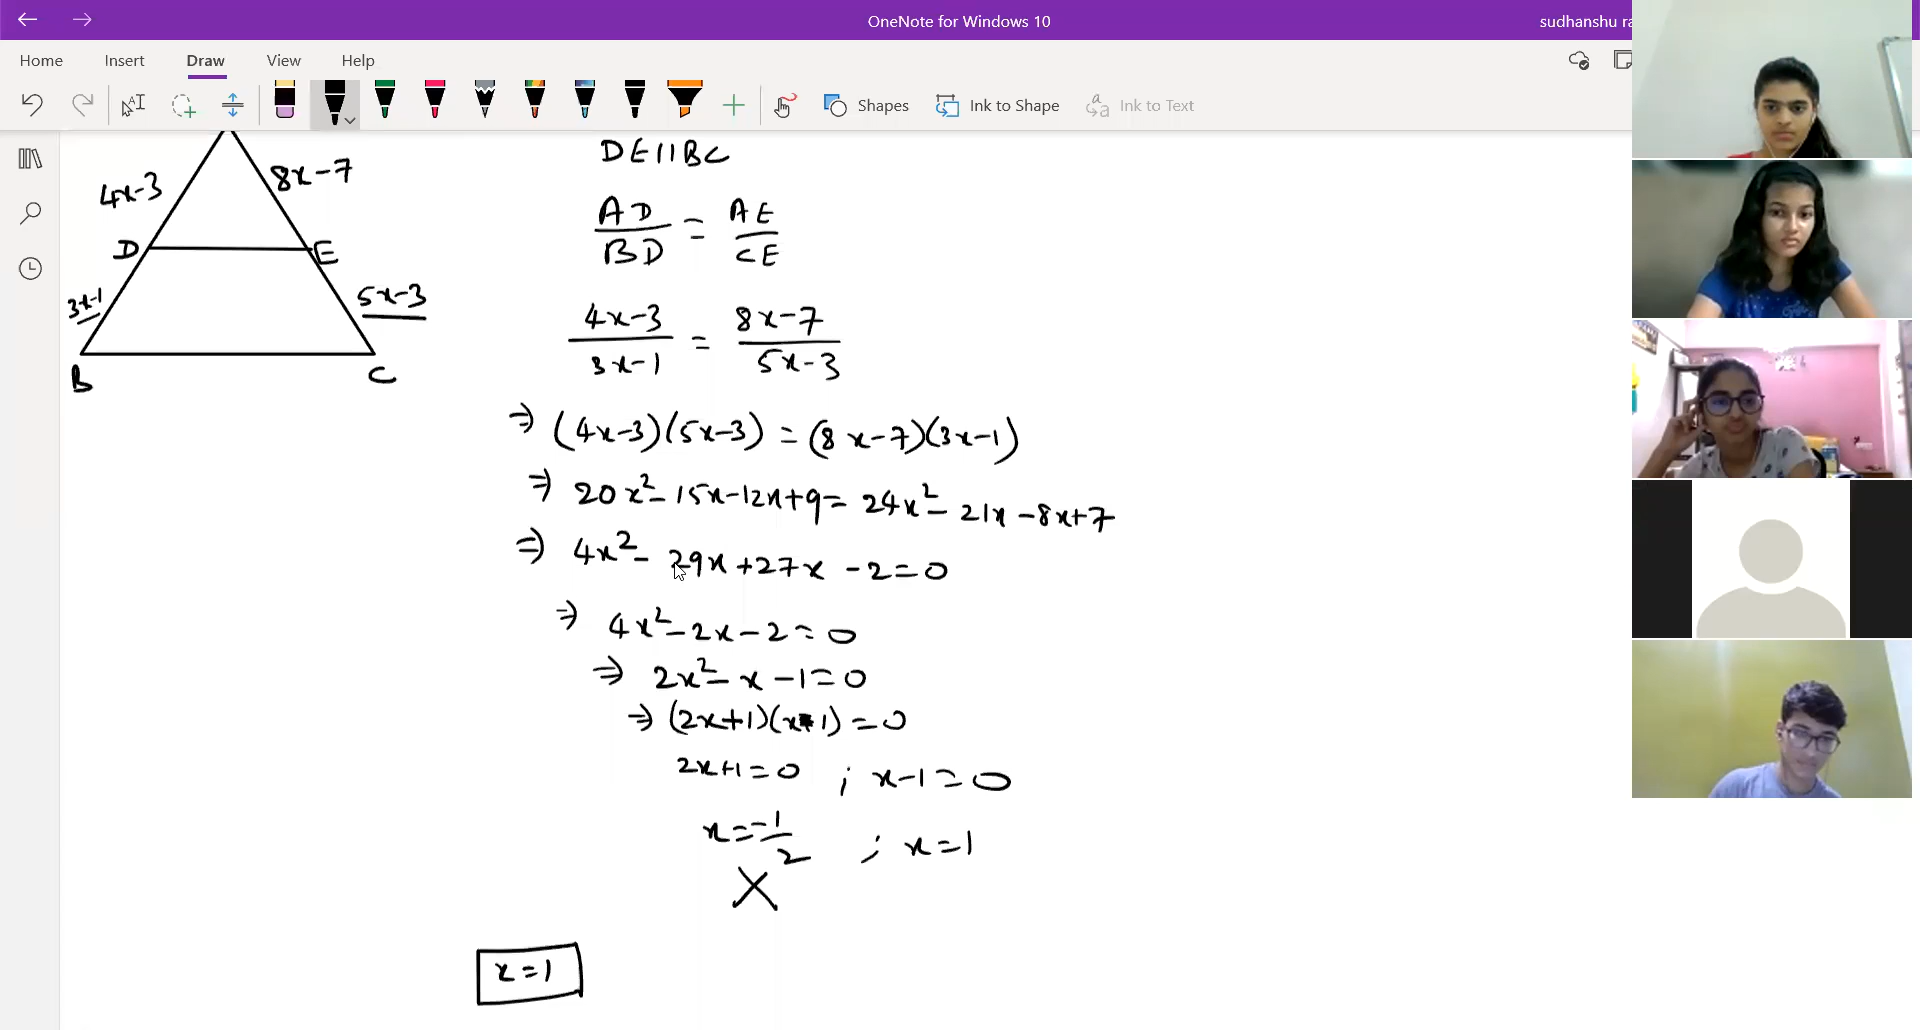 OneNote for Windows 10
sudhanshu ra
Home Insert Draw View Help
Shapes Ink to Shape Ink to Text
4x-3
8x-7
D
E
3x-1
5x-3
B
C
DE||BC
AD/BD = AE/CE
4x-3/3x-1 = 8x-7/5x-3
⇒ (4x-3)(5x-3) = (8x-7)(3x-1)
⇒ 20x²-15x-12x+9 = 24x²-21x-8x+7
⇒ 4x²-29x+27x-2=0
⇒ 4x²-2x-2=0
⇒ 2x²-x-1=0
⇒ (2x+1)(x-1)=0
2x+1=0 ; x-1=0
x=-1/2 ; x=1
X
x=1